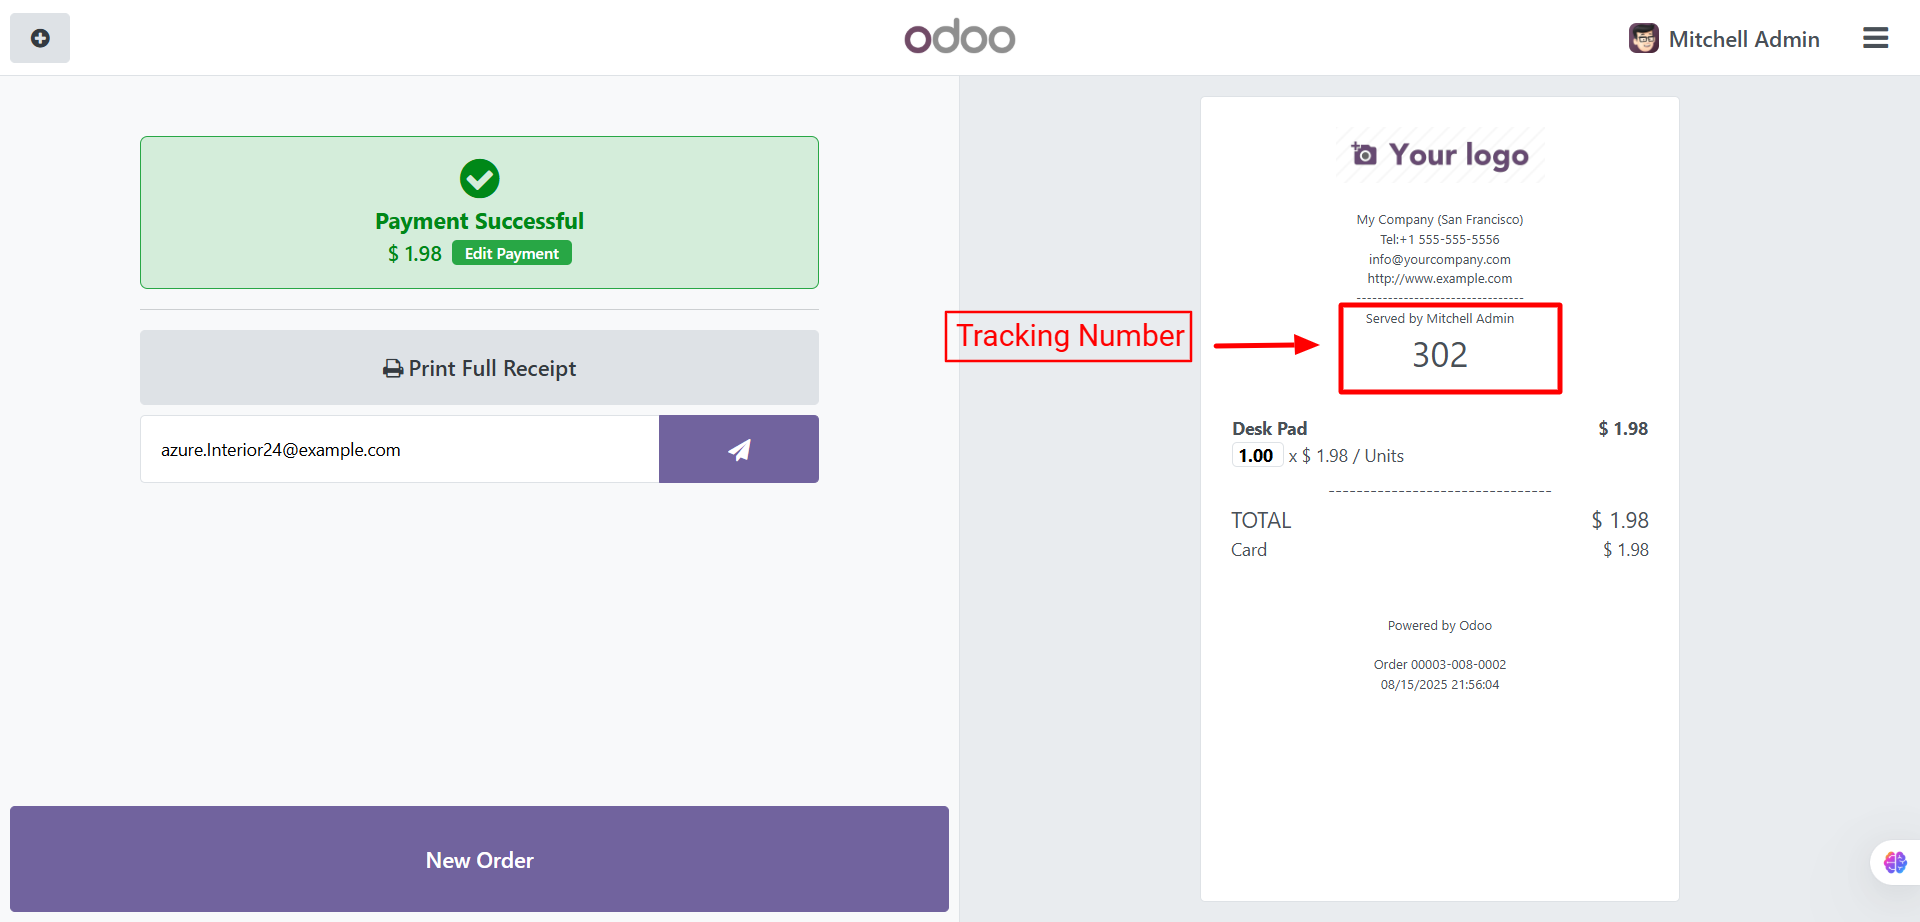 odoo
Mitchell Admin
Payment Successful
$ 1.98 Edit Payment
Print Full Receipt
azure.Interior24@example.com
New Order
Tracking Number
Your logo
My Company (San Francisco)
Tel:+1 555-555-5556
info@yourcompany.com
http://www.example.com
--------------------------------
Served by Mitchell Admin
302
Desk Pad $ 1.98
1.00 x $ 1.98 / Units
--------------------------------
TOTAL $ 1.98
Card $ 1.98
Powered by Odoo
Order 00003-008-0002
08/15/2025 21:56:04